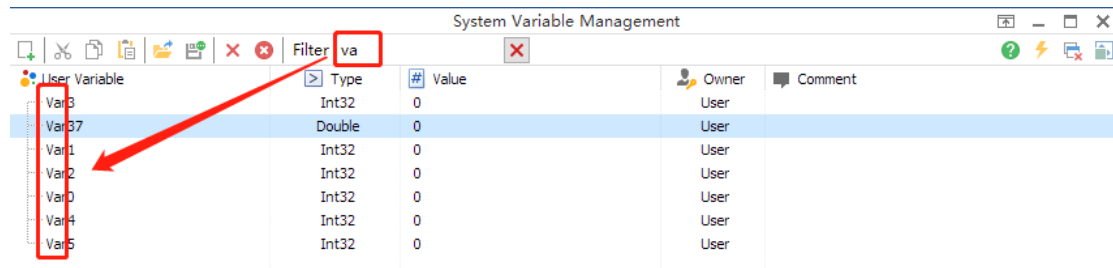 System Variable Management
Filter va
User Variable Type Value Owner Comment
Var3 Int32 0 User
Var37 Double 0 User
Var1 Int32 0 User
Var2 Int32 0 User
Var0 Int32 0 User
Var4 Int32 0 User
Var5 Int32 0 User